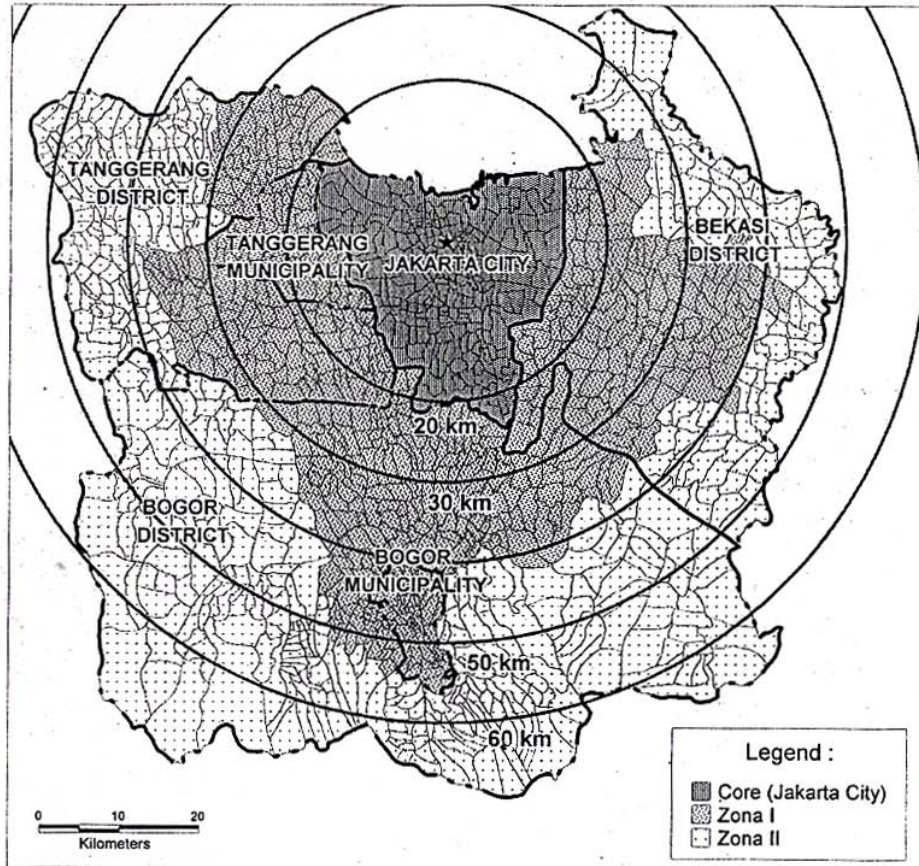 TANGGERANG
DISTRICT
TANGGERANG
MUNICIPALITY
JAKARTA CITY
BEKASI
DISTRICT
20 km
30 km
BOGOR
DISTRICT
BOGOR
MUNICIPALITY
50 km
60 km
0 10 20
Kilometers
Legend :
Core (Jakarta City)
Zona I
Zona II